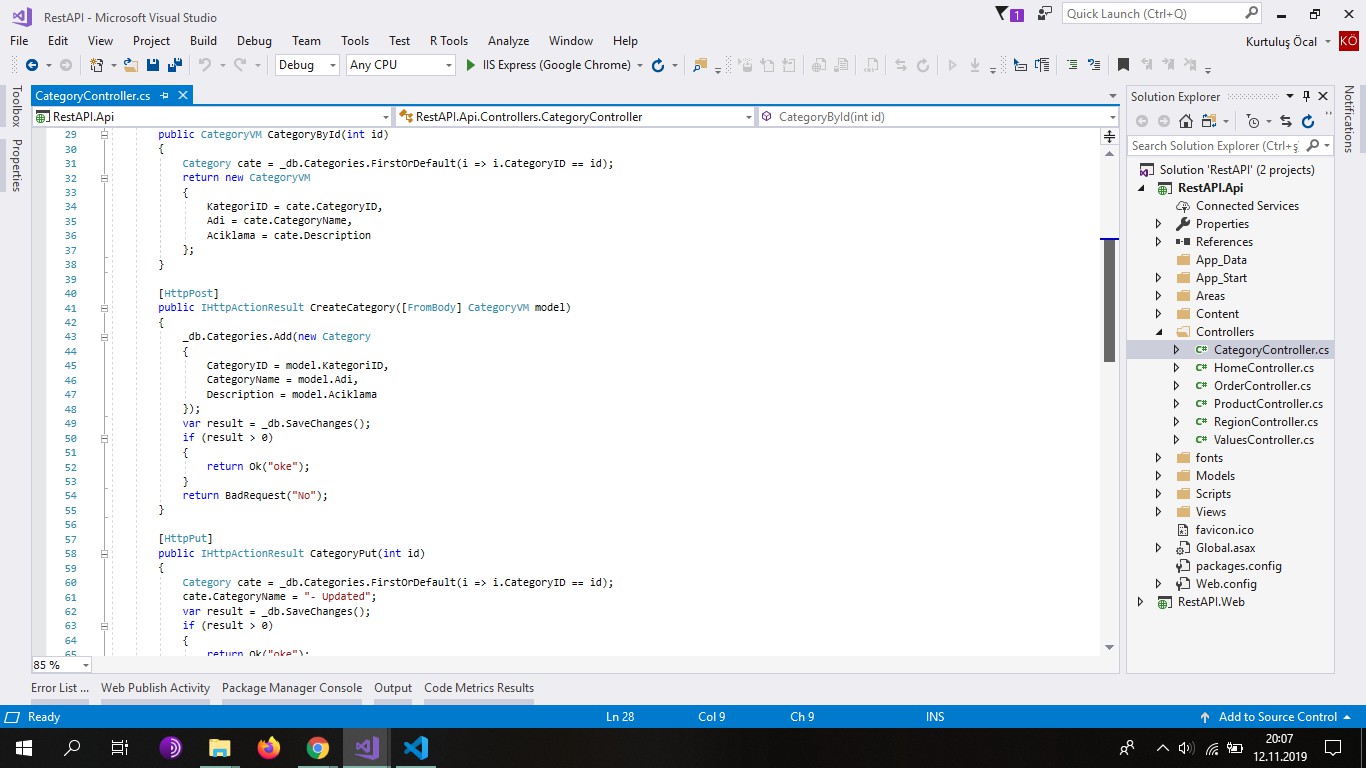 RestAPI - Microsoft Visual Studio
1
Quick Launch (Ctrl+Q)
File Edit View Project Build Debug Team Tools Test R Tools Analyze Window Help
Kurtuluş Öcal KÖ
Debug Any CPU IIS Express (Google Chrome)
Toolbox
Properties
CategoryController.cs
RestAPI.Api RestAPI.Api.Controllers.CategoryController CategoryById(int id)
29 public CategoryVM CategoryById(int id)
30 {
31 Category cate = _db.Categories.FirstOrDefault(i => i.CategoryID == id);
32 return new CategoryVM
33 {
34 KategoriID = cate.CategoryID,
35 Adi = cate.CategoryName,
36 Aciklama = cate.Description
37 };
38 }
39
40 [HttpPost]
41 public IHttpActionResult CreateCategory([FromBody] CategoryVM model)
42 {
43 _db.Categories.Add(new Category
44 {
45 CategoryID = model.KategoriID,
46 CategoryName = model.Adi,
47 Description = model.Aciklama
48 });
49 var result = _db.SaveChanges();
50 if (result > 0)
51 {
52 return Ok("oke");
53 }
54 return BadRequest("No");
55 }
56
57 [HttpPut]
58 public IHttpActionResult CategoryPut(int id)
59 {
60 Category cate = _db.Categories.FirstOrDefault(i => i.CategoryID == id);
61 cate.CategoryName = "- Updated";
62 var result = _db.SaveChanges();
63 if (result > 0)
64 {
65 return Ok("oke");
85 %
Solution Explorer
Search Solution Explorer (Ctrl+ş
Solution 'RestAPI' (2 projects)
RestAPI.Api
Connected Services
Properties
References
App_Data
App_Start
Areas
Content
Controllers
C# CategoryController.cs
C# HomeController.cs
C# OrderController.cs
C# ProductController.cs
C# RegionController.cs
C# ValuesController.cs
fonts
Models
Scripts
Views
favicon.ico
Global.asax
packages.config
Web.config
RestAPI.Web
Notifications
Error List ... Web Publish Activity Package Manager Console Output Code Metrics Results
Ready Ln 28 Col 9 Ch 9 INS Add to Source Control
20:07
12.11.2019